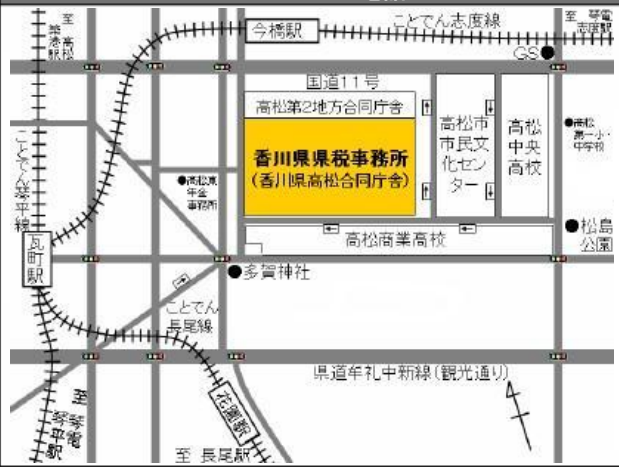 至
高松
築港駅
今橋駅
ことでん志度線
至 琴電
志度駅
GS
国道11号
高松第2地方合同庁舎
香川県県税事務所
(香川県高松合同庁舎)
高松市
市民文
化セン
ター
高松
中央
高校
高松
第一小・
中学校
ことでん琴平線
高松東
年金
事務所
松島
公園
高松商業高校
瓦町駅
多賀神社
ことでん
長尾線
県道牟礼中新線(観光通り)
花園駅
至 琴電
琴平駅
至 長尾駅